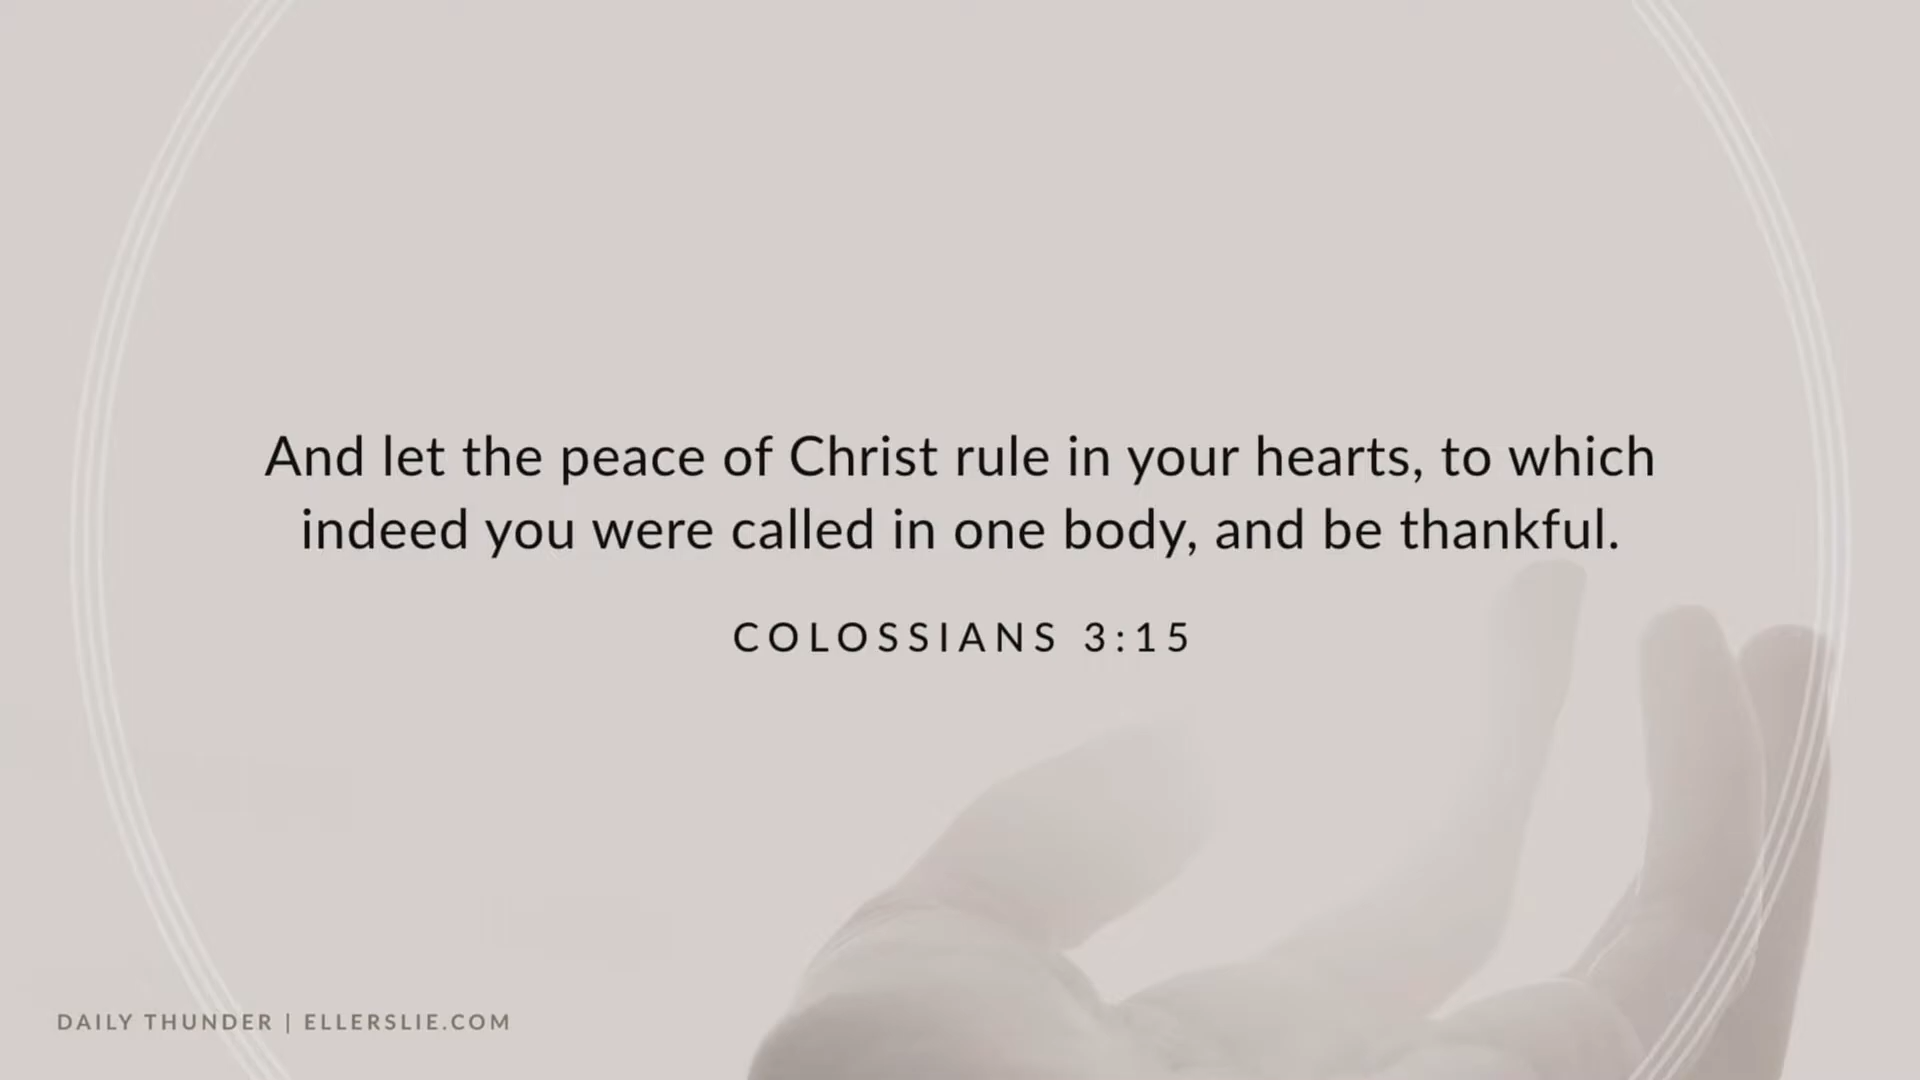 And let the peace of Christ rule in your hearts, to which
indeed you were called in one body, and be thankful.
COLOSSIANS 3:15
DAILY THUNDER | ELLERSLIE.COM